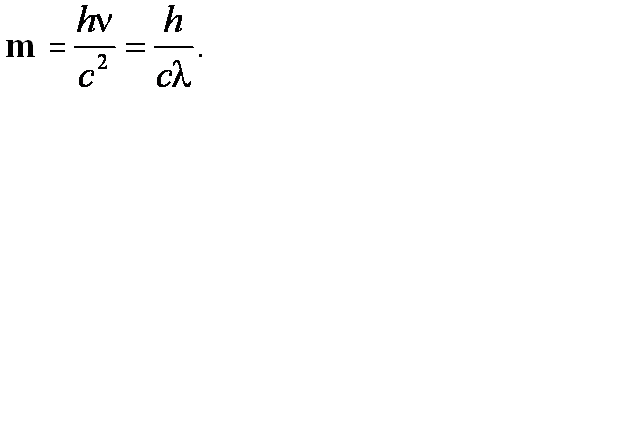 m = hν/c² = h/cλ.